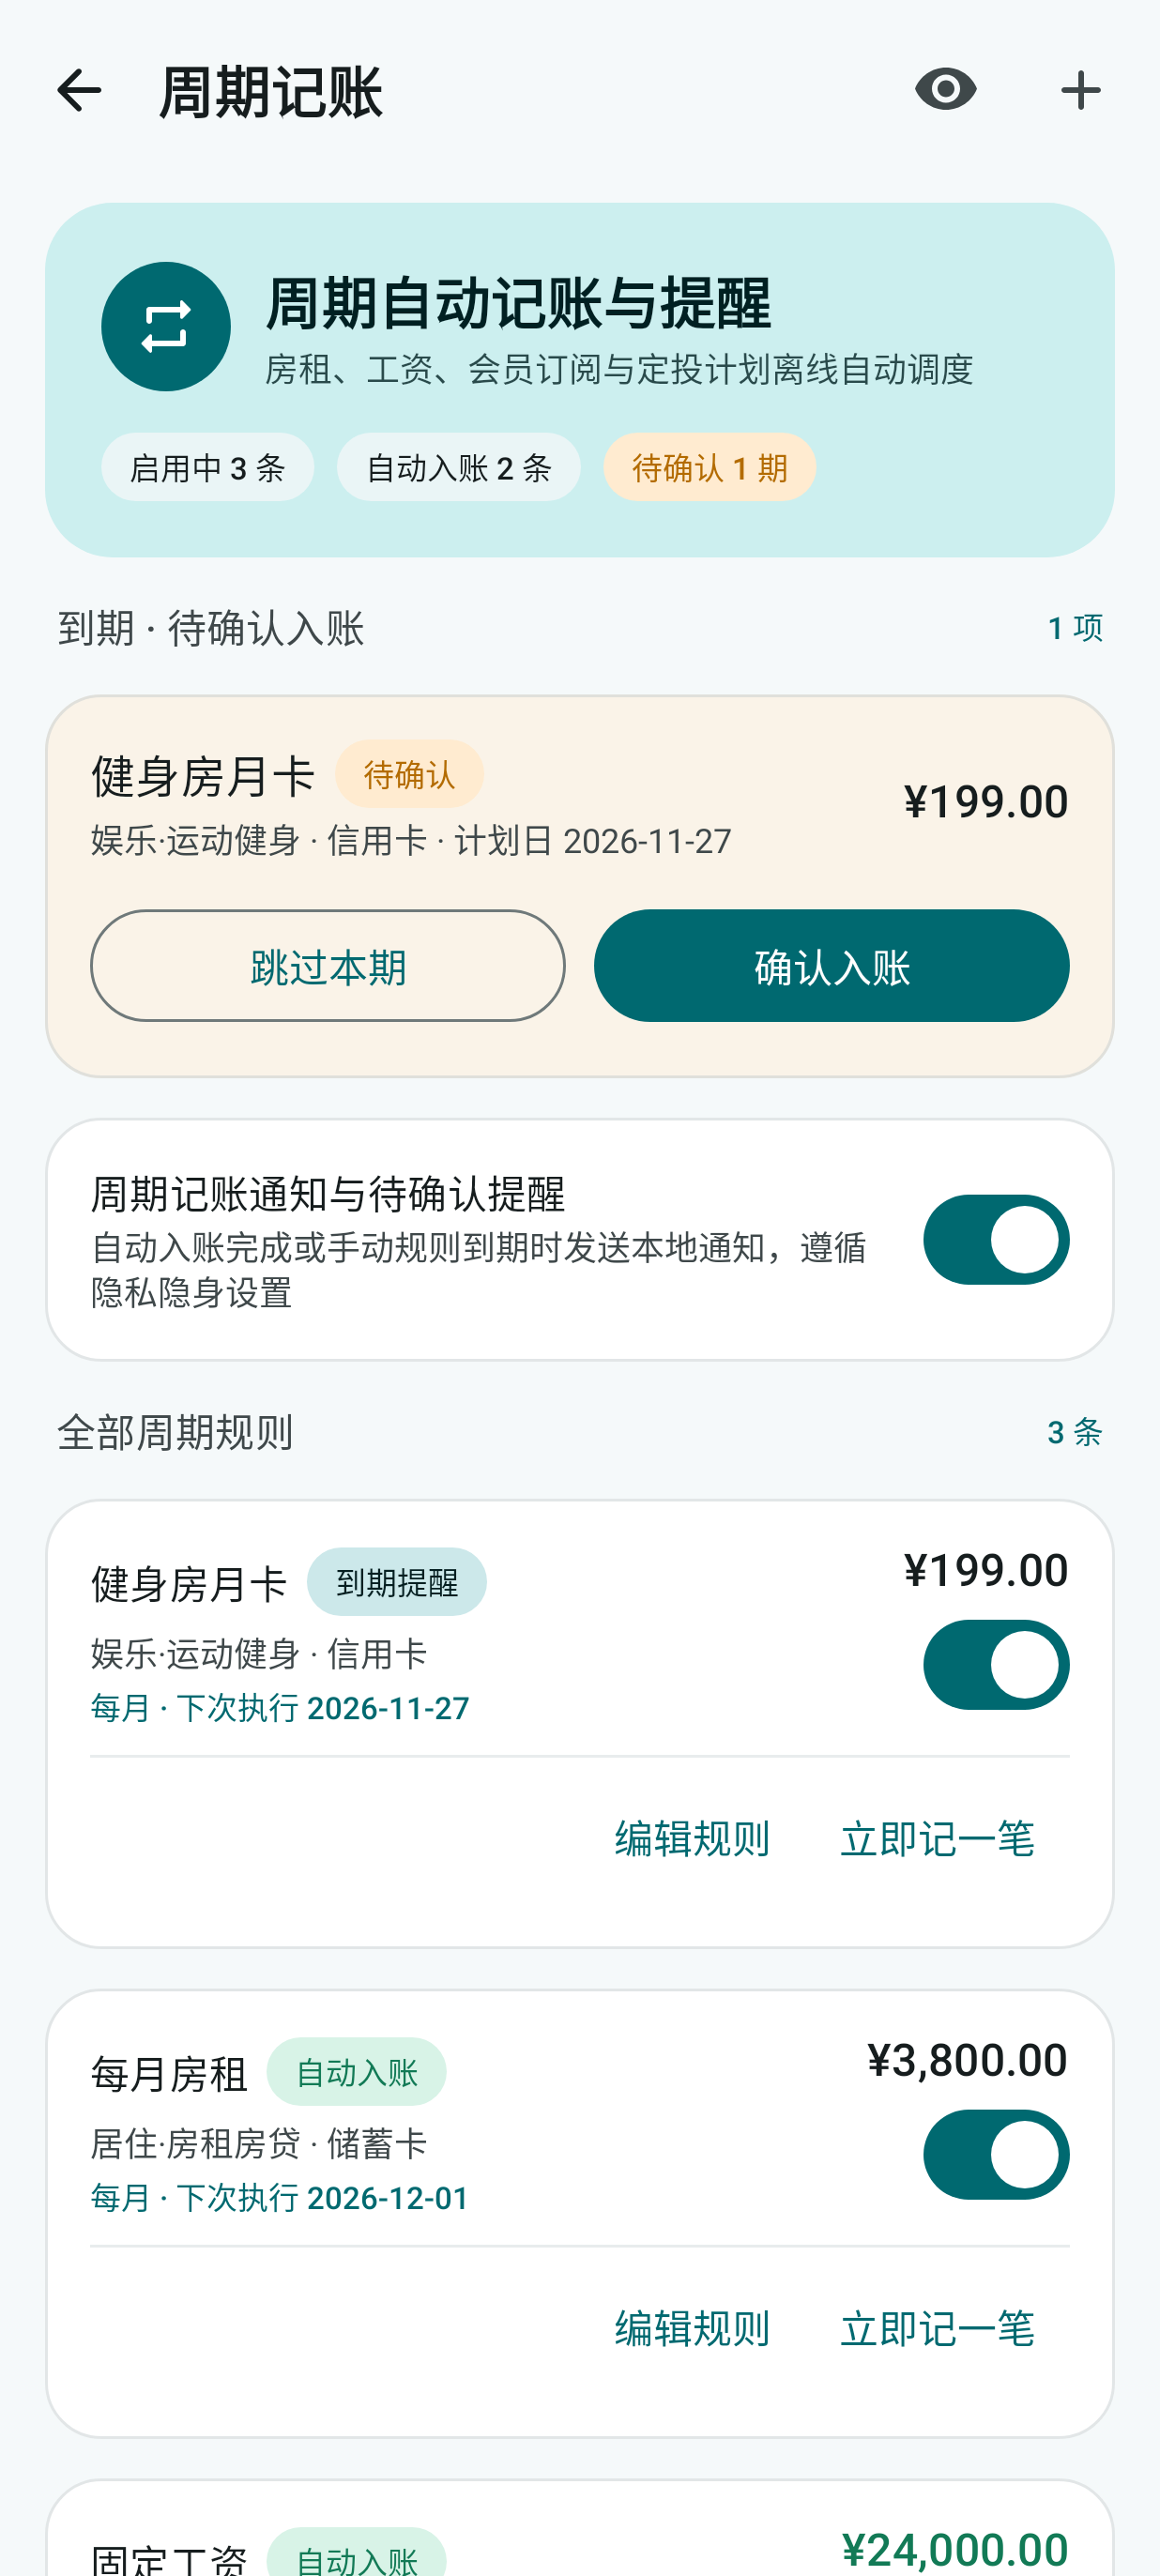 周期记账
周期自动记账与提醒
房租、工资、会员订阅与定投计划离线自动调度
启用中 3 条
自动入账 2 条
待确认 1 期
到期 · 待确认入账
1 项
健身房月卡
待确认
¥199.00
娱乐·运动健身 · 信用卡 · 计划日 2026-11-27
跳过本期
确认入账
周期记账通知与待确认提醒
自动入账完成或手动规则到期时发送本地通知，遵循
隐私隐身设置
全部周期规则
3 条
健身房月卡
到期提醒
¥199.00
娱乐·运动健身 · 信用卡
每月 · 下次执行 2026-11-27
编辑规则
立即记一笔
每月房租
自动入账
¥3,800.00
居住·房租房贷 · 储蓄卡
每月 · 下次执行 2026-12-01
编辑规则
立即记一笔
固定工资
自动入账
¥24,000.00